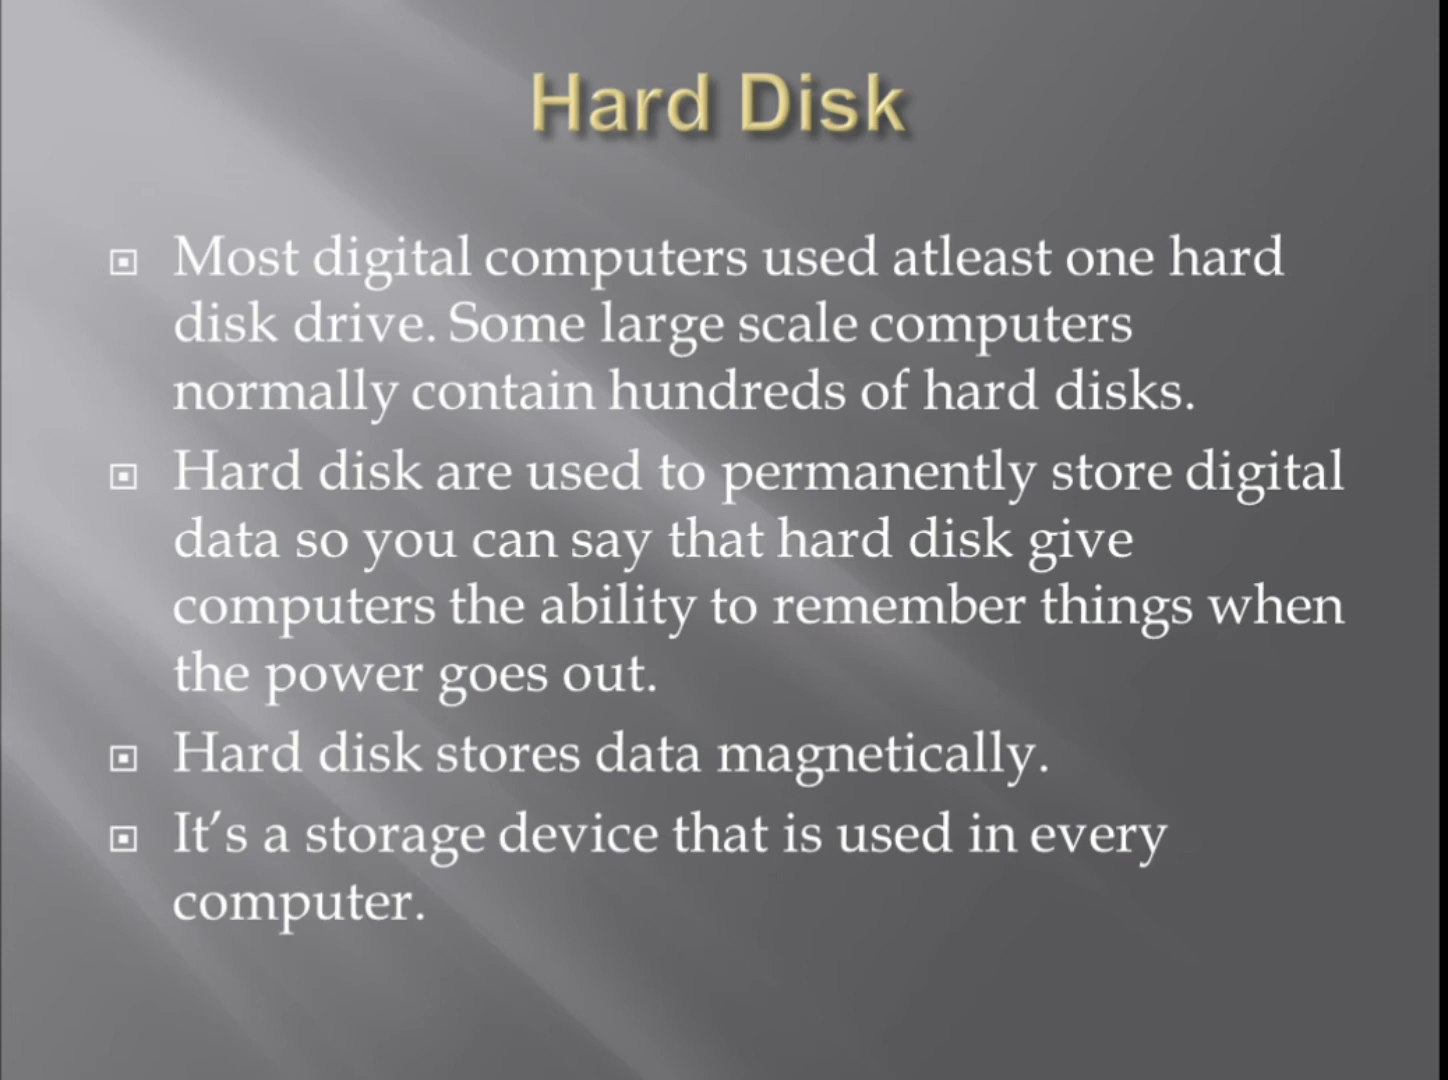 Hard Disk
Most digital computers used atleast one hard
disk drive. Some large scale computers
normally contain hundreds of hard disks.
Hard disk are used to permanently store digital
data so you can say that hard disk give
computers the ability to remember things when
the power goes out.
Hard disk stores data magnetically.
It’s a storage device that is used in every
computer.